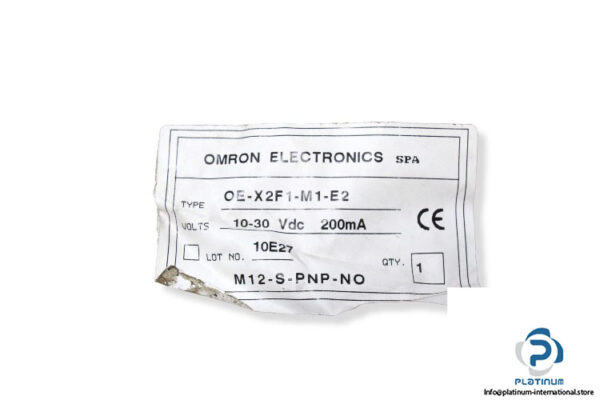 OMRON ELECTRONICS SPA
TYPE OE-X2F1-M1-E2
VOLTS 10-30 Vdc 200mA
CE
LOT NO. 10E27
QTY. 1
M12-S-PNP-NO
PLATINUM
Info@platinum-international.store